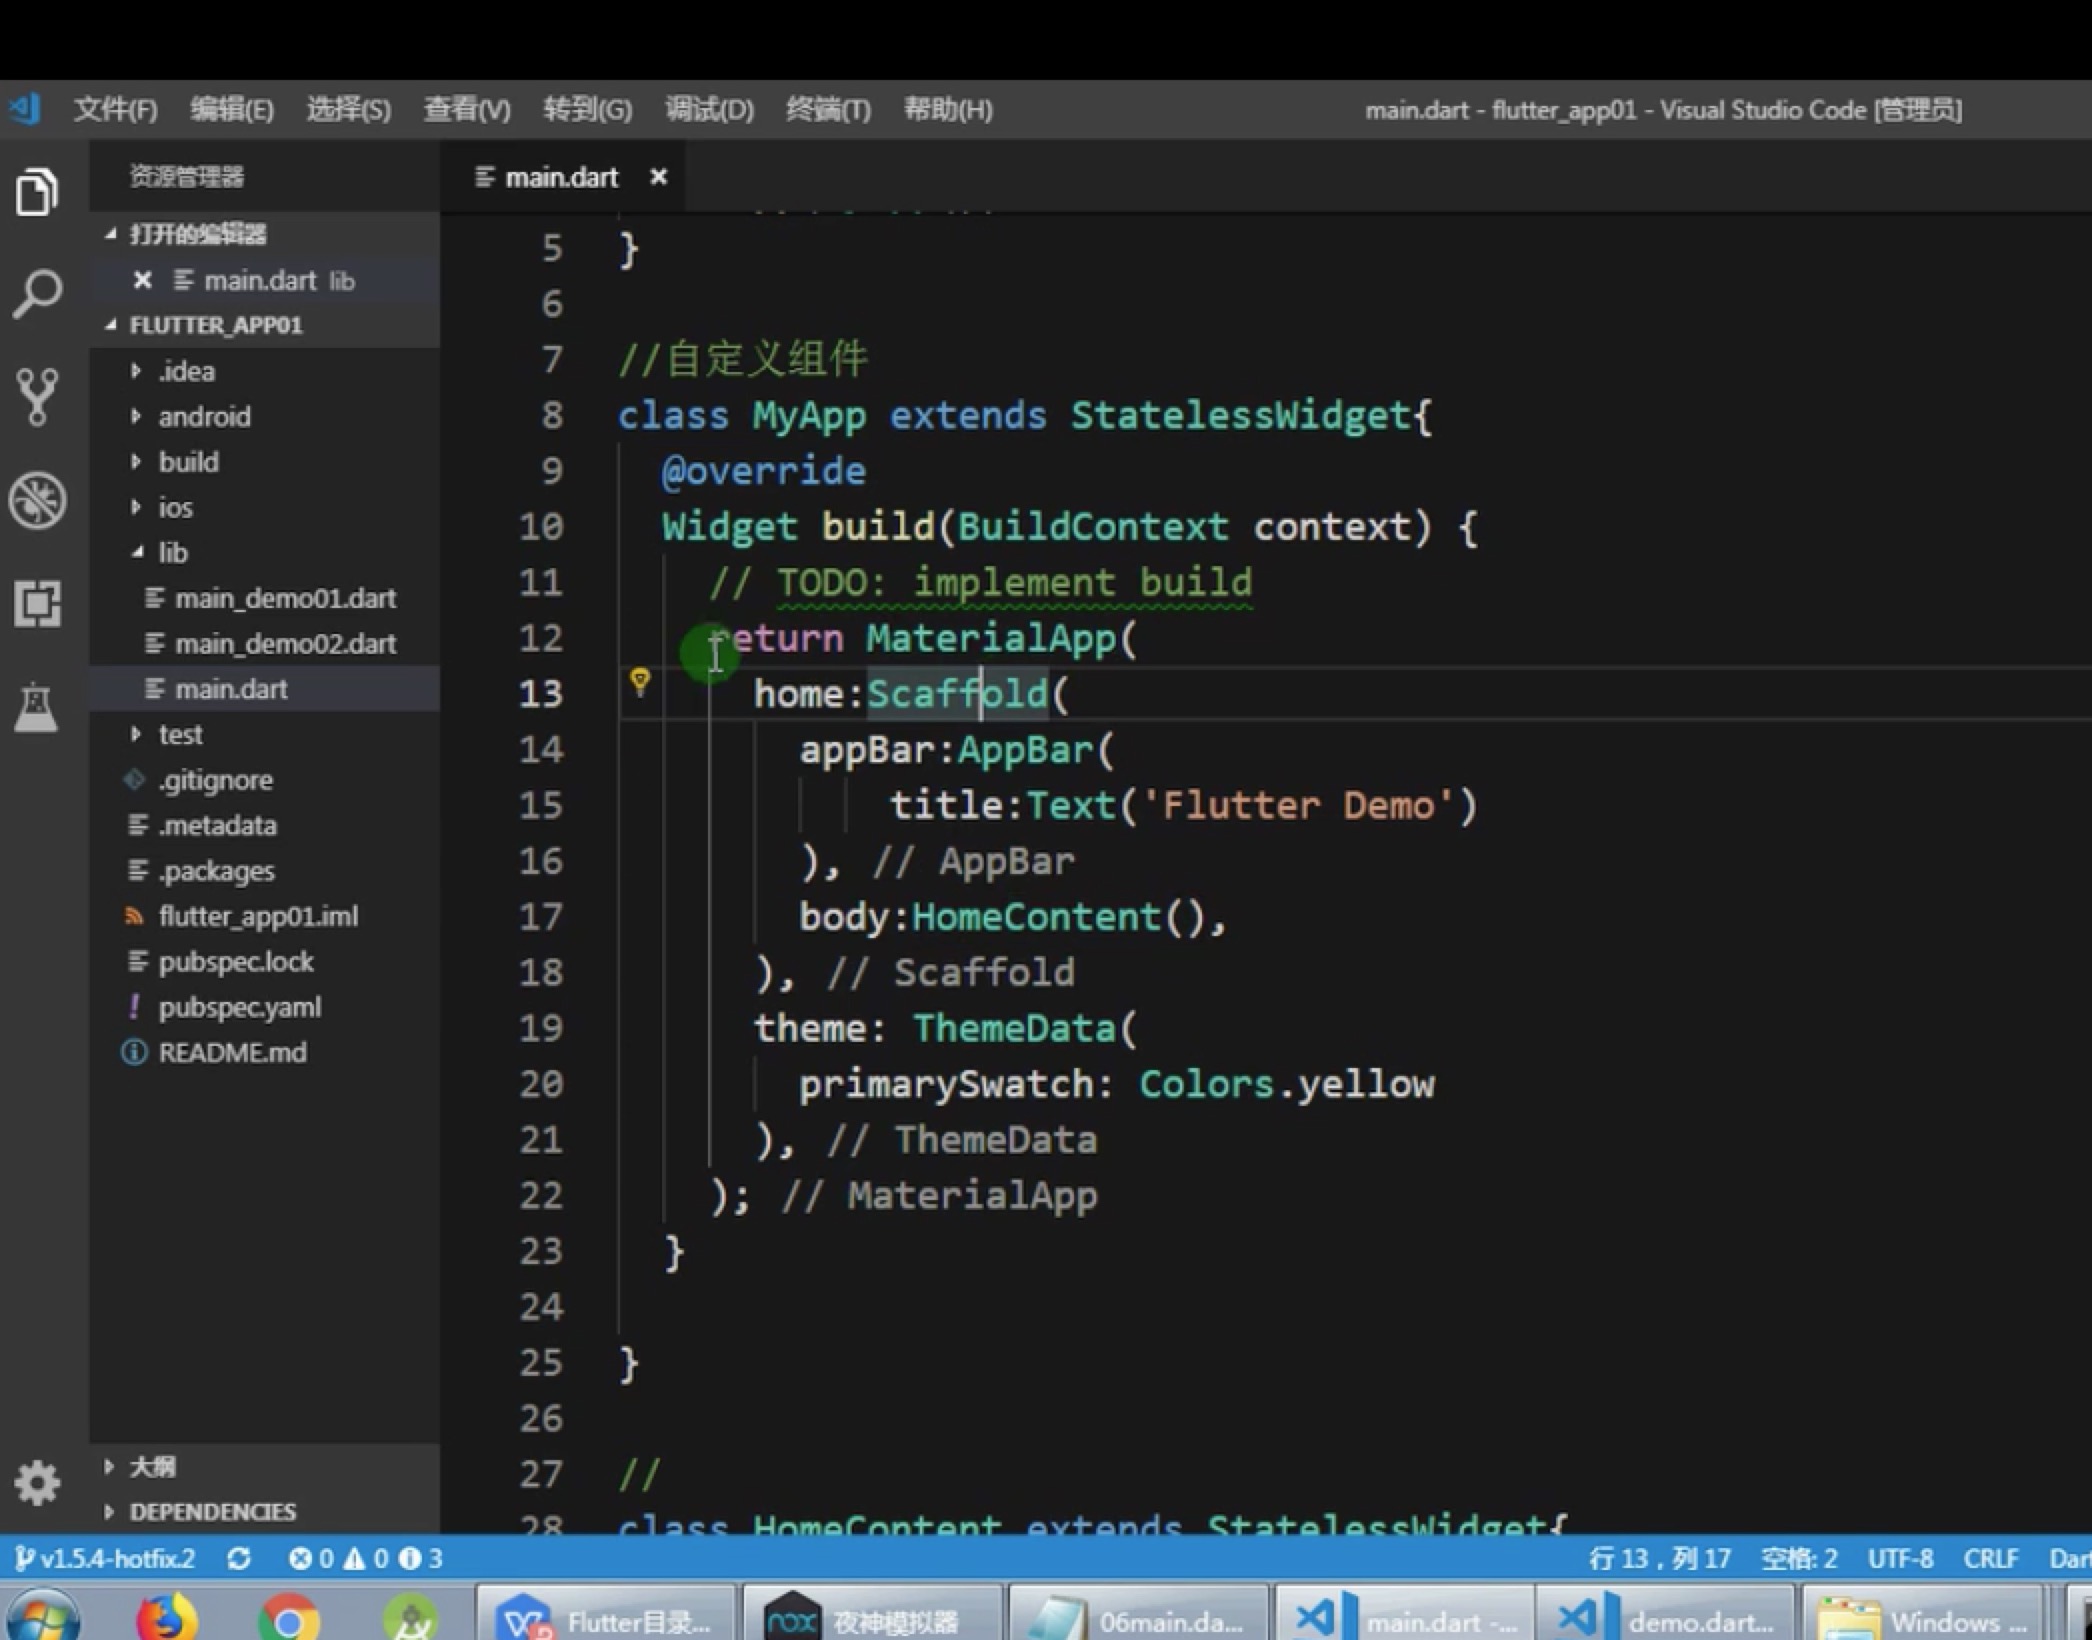 文件(F) 编辑(E) 选择(S) 查看(V) 转到(G) 调试(D) 终端(T) 帮助(H) main.dart - flutter_app01 - Visual Studio Code [管理员]
资源管理器
打开的编辑器
main.dart lib
FLUTTER_APP01
.idea
android
build
ios
lib
main_demo01.dart
main_demo02.dart
main.dart
test
.gitignore
.metadata
.packages
flutter_app01.iml
pubspec.lock
pubspec.yaml
README.md
大纲
DEPENDENCIES
main.dart
5 }
6
7 //自定义组件
8 class MyApp extends StatelessWidget{
9 @override
10 Widget build(BuildContext context) {
11 // TODO: implement build
12 return MaterialApp(
13 home:Scaffold(
14 appBar:AppBar(
15 title:Text('Flutter Demo')
16 ), // AppBar
17 body:HomeContent(),
18 ), // Scaffold
19 theme: ThemeData(
20 primarySwatch: Colors.yellow
21 ), // ThemeData
22 ); // MaterialApp
23 }
24
25 }
26
27 //
28 class HomeContent extends StatelessWidget{
v1.5.4-hotfix.2 0 0 3 行 13，列 17 空格: 2 UTF-8 CRLF Dart
Flutter目录... nox 夜神模拟器 06main.da... main.dart -... demo.dart... Windows ...